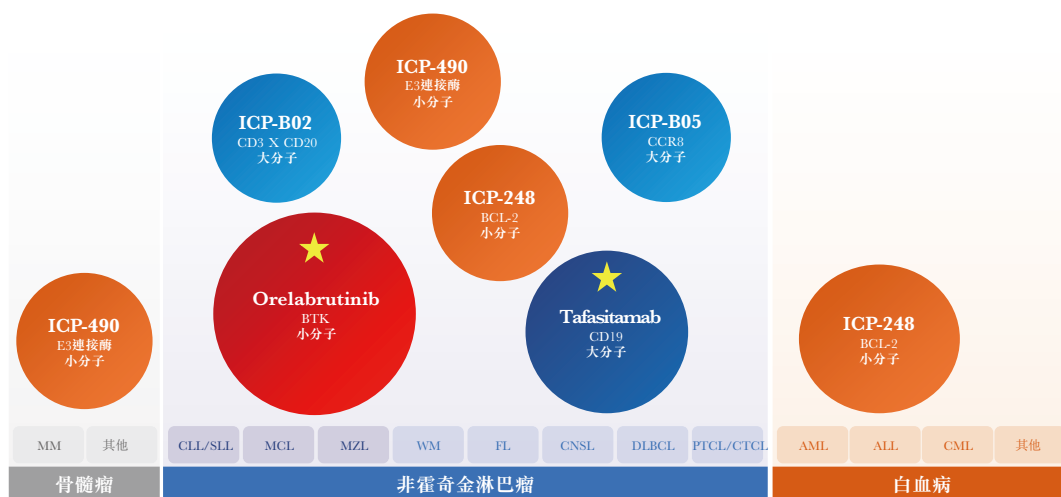 ICP-490
E3連接酶
小分子
ICP-B02
CD3 X CD20
大分子
ICP-B05
CCR8
大分子
ICP-248
BCL-2
小分子
Orelabrutinib
BTK
小分子
Tafasitamab
CD19
大分子
ICP-490
E3連接酶
小分子
ICP-248
BCL-2
小分子
MM 其他 CLL/SLL MCL MZL WM FL CNSL DLBCL PTCL/CTCL AML ALL CML 其他
骨髓瘤 非霍奇金淋巴瘤 白血病